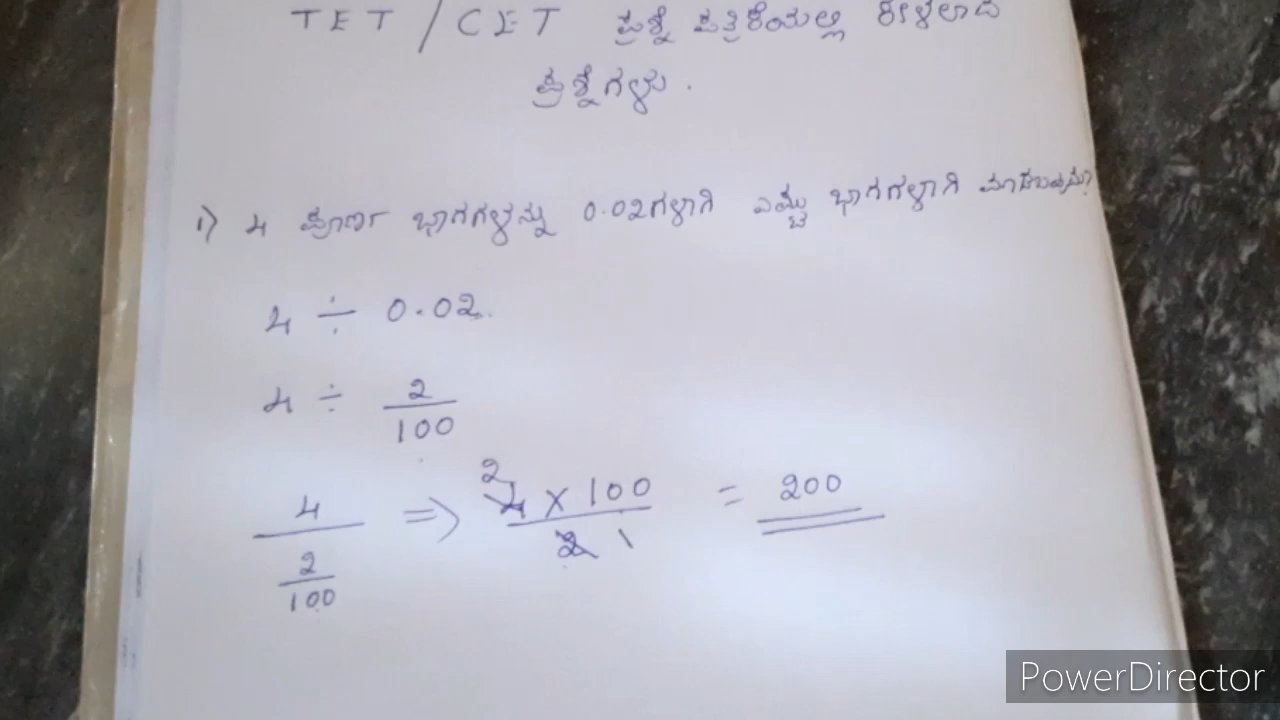 TET / CET ಪ್ರಶ್ನೆ ಪತ್ರಿಕೆಯಲ್ಲಿ ಕೇಳಲಾದ
ಪ್ರಶ್ನೆಗಳು.
1) 4 ಪೂರ್ಣ ಭಾಗಗಳನ್ನು 0.02ಗಳಾಗಿ ಎಷ್ಟು ಭಾಗಗಳಾಗಿ ಮಾಡಬಹುದು?
4 ÷ 0.02.
4 ÷ 2/100
4/(2/100) => 4 2 x 100 / 2 1 = 200
PowerDirector